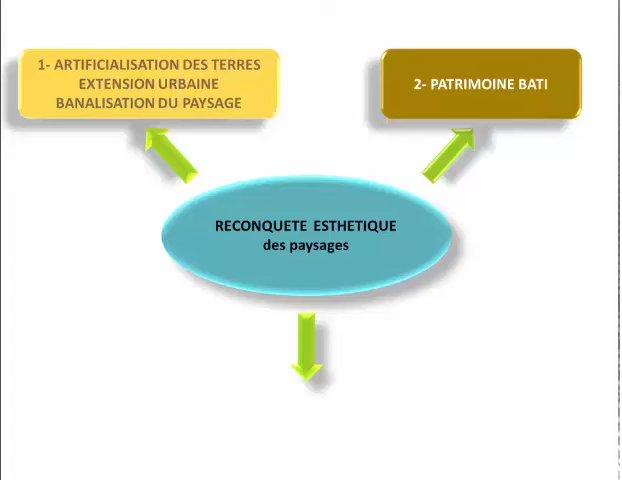 1- ARTIFICIALISATION DES TERRES
EXTENSION URBAINE
BANALISATION DU PAYSAGE
2- PATRIMOINE BATI
RECONQUETE ESTHETIQUE
des paysages